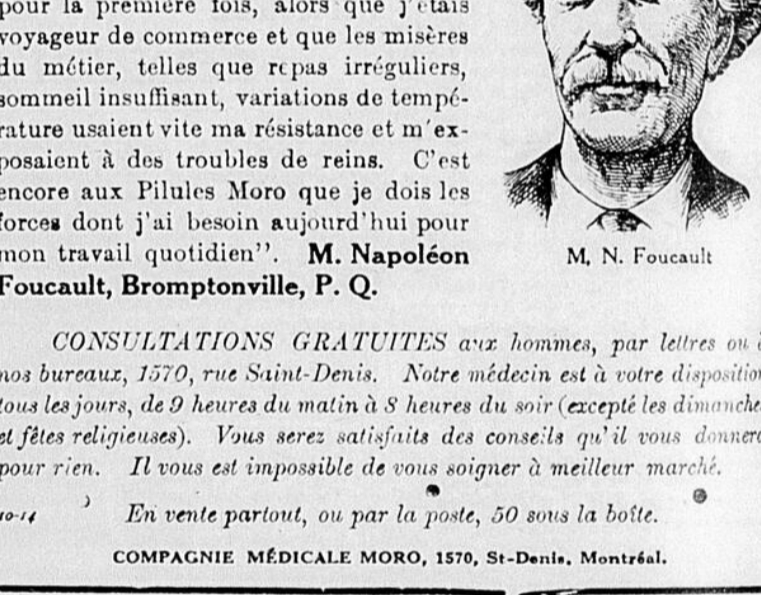 pour la première fois, alors que j'étais
voyageur de commerce et que les misères
du métier, telles que repas irréguliers,
sommeil insuffisant, variations de tempé-
rature usaient vite ma résistance et m'ex-
posaient à des troubles de reins. C'est
encore aux Pilules Moro que je dois les
forces dont j'ai besoin aujourd'hui pour
mon travail quotidien". M. Napoléon
Foucault, Bromptonville, P. Q.
M. N. Foucault
CONSULTATIONS GRATUITES aux hommes, par lettres ou à
nos bureaux, 1570, rue Saint-Denis. Notre médecin est à votre disposition
tous les jours, de 9 heures du matin à 8 heures du soir (excepté les dimanches
et fêtes religieuses). Vous serez satisfaits des conseils qu'il vous donnera
pour rien. Il vous est impossible de vous soigner à meilleur marché.
10-14
En vente partout, ou par la poste, 50 sous la boîte.
COMPAGNIE MÉDICALE MORO, 1570, St-Denis, Montréal.